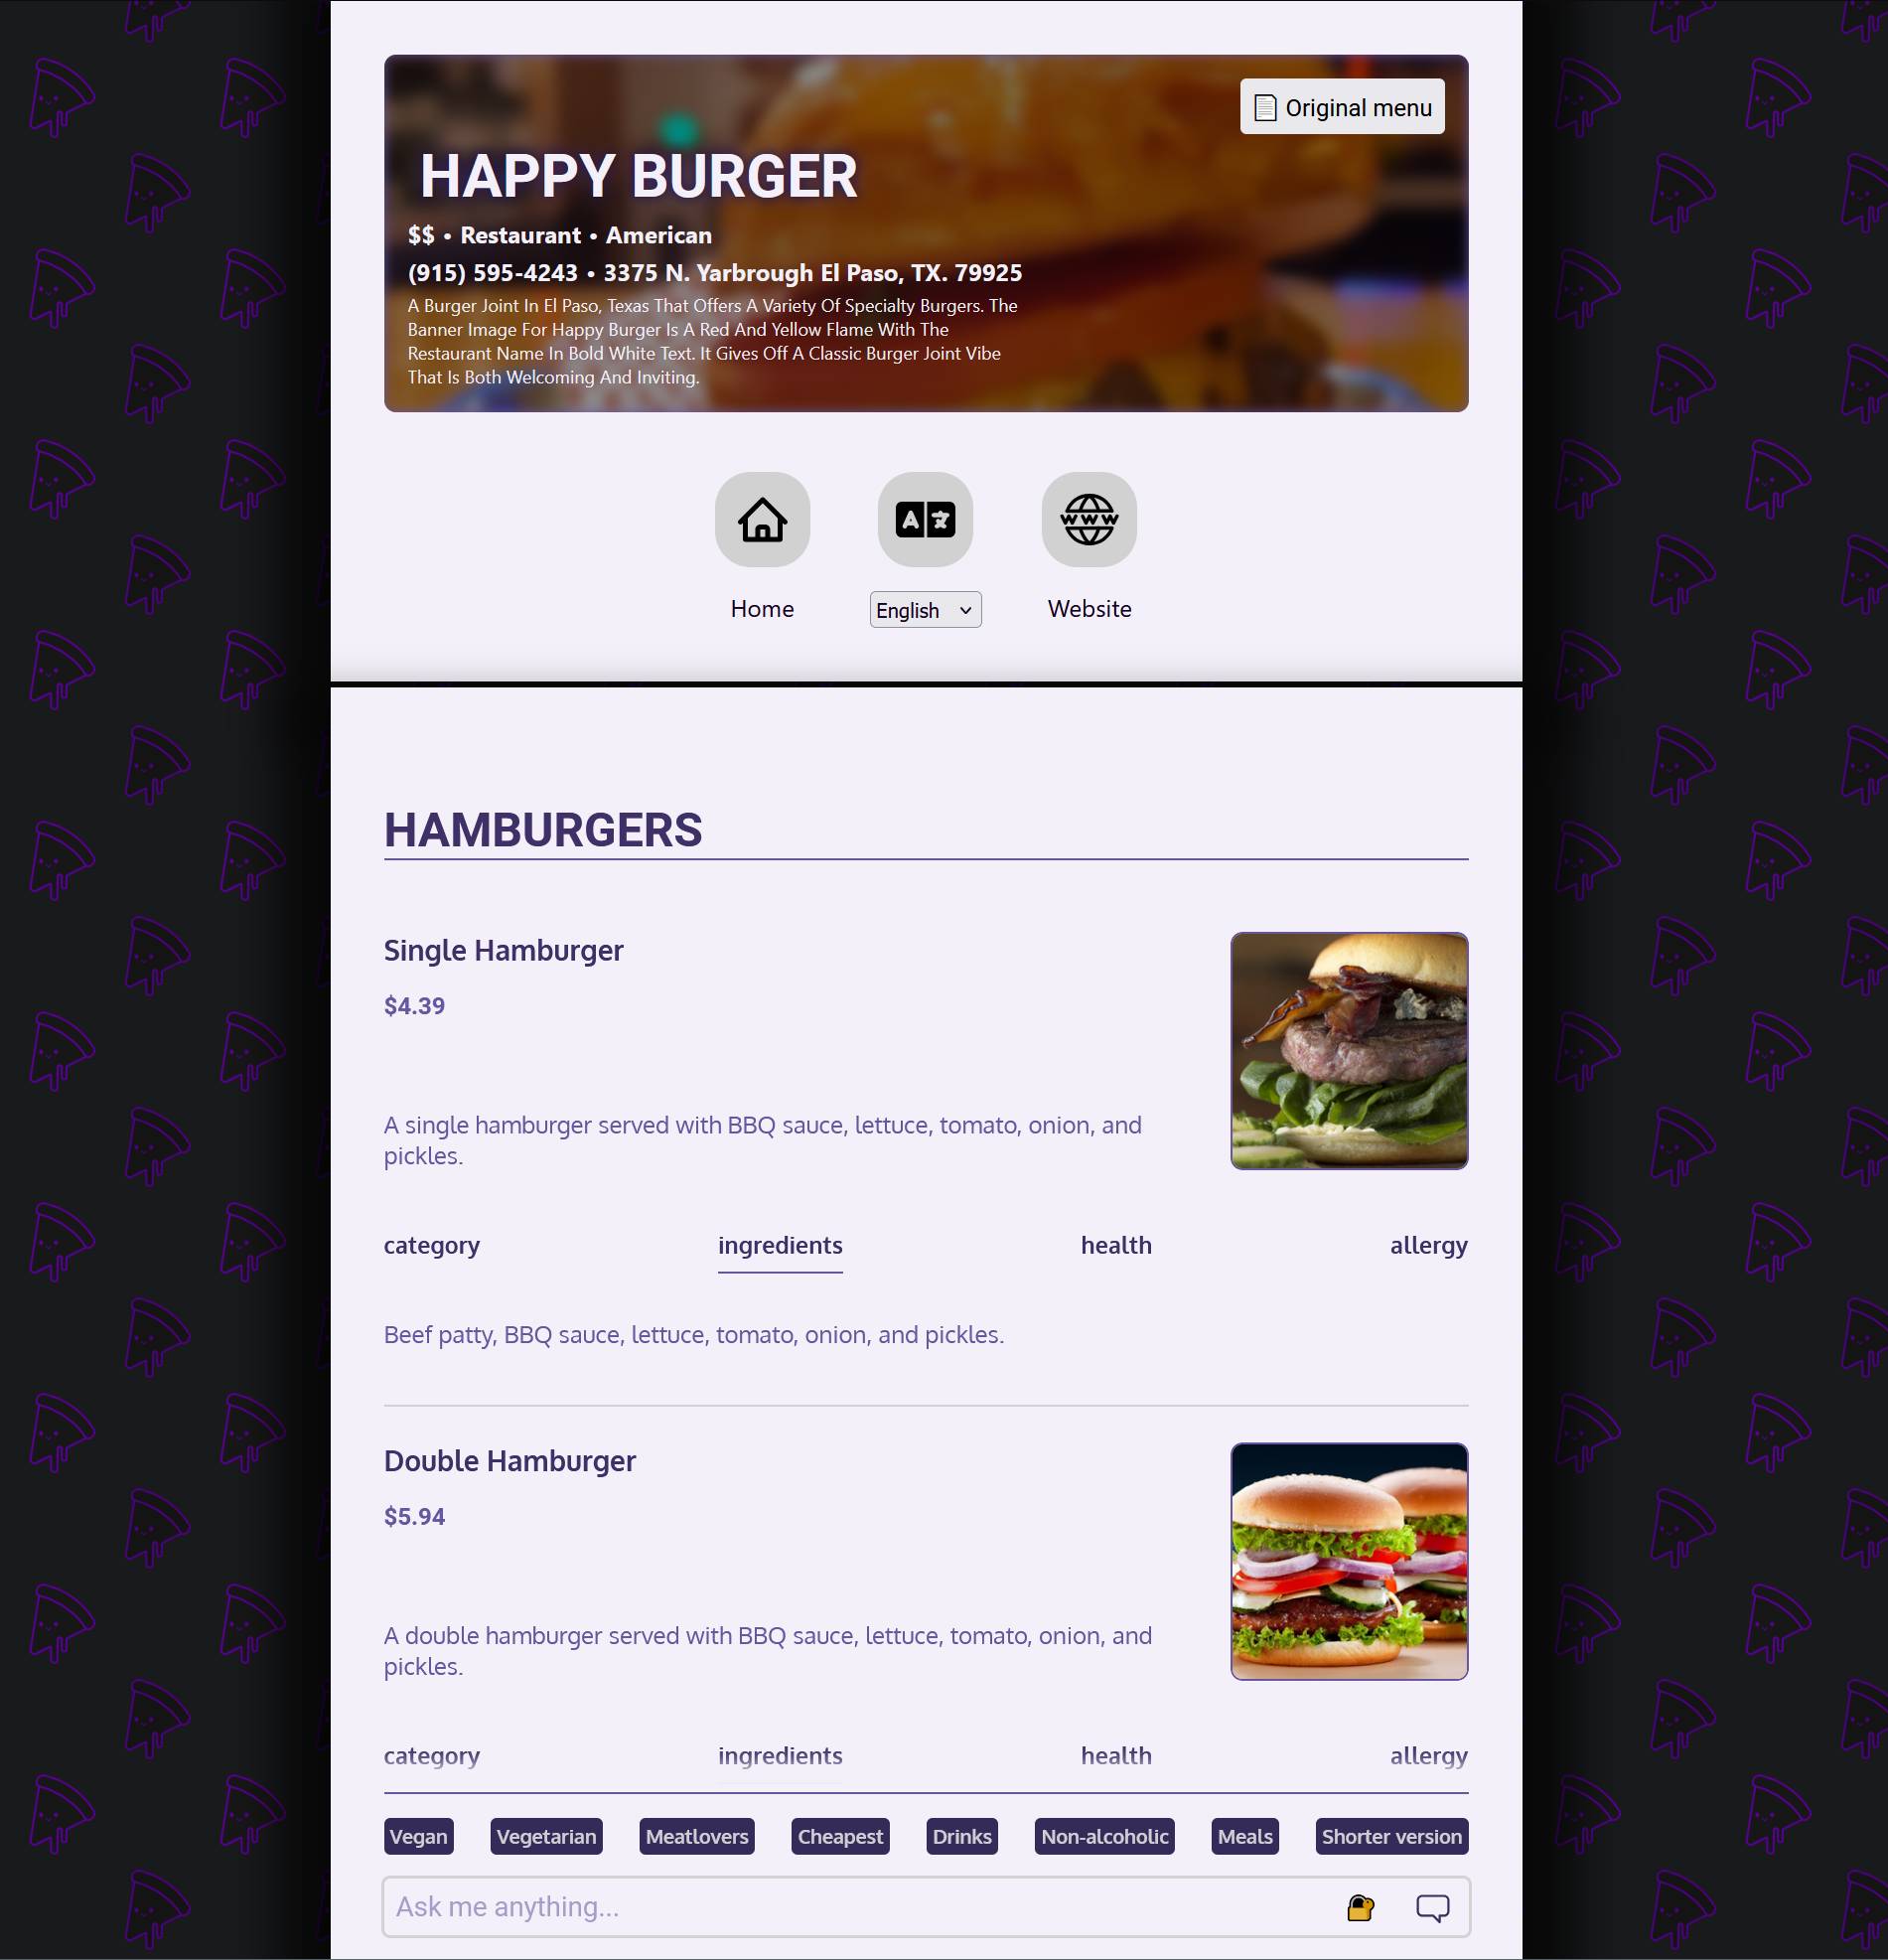 Original menu
HAPPY BURGER
$$ • Restaurant • American
(915) 595-4243 • 3375 N. Yarbrough El Paso, TX. 79925
A Burger Joint In El Paso, Texas That Offers A Variety Of Specialty Burgers. The
Banner Image For Happy Burger Is A Red And Yellow Flame With The
Restaurant Name In Bold White Text. It Gives Off A Classic Burger Joint Vibe
That Is Both Welcoming And Inviting.
A 文
WWW
Home English Website
HAMBURGERS
Single Hamburger
$4.39
A single hamburger served with BBQ sauce, lettuce, tomato, onion, and
pickles.
category ingredients health allergy
Beef patty, BBQ sauce, lettuce, tomato, onion, and pickles.
Double Hamburger
$5.94
A double hamburger served with BBQ sauce, lettuce, tomato, onion, and
pickles.
category ingredients health allergy
Vegan Vegetarian Meatlovers Cheapest Drinks Non-alcoholic Meals Shorter version
Ask me anything...